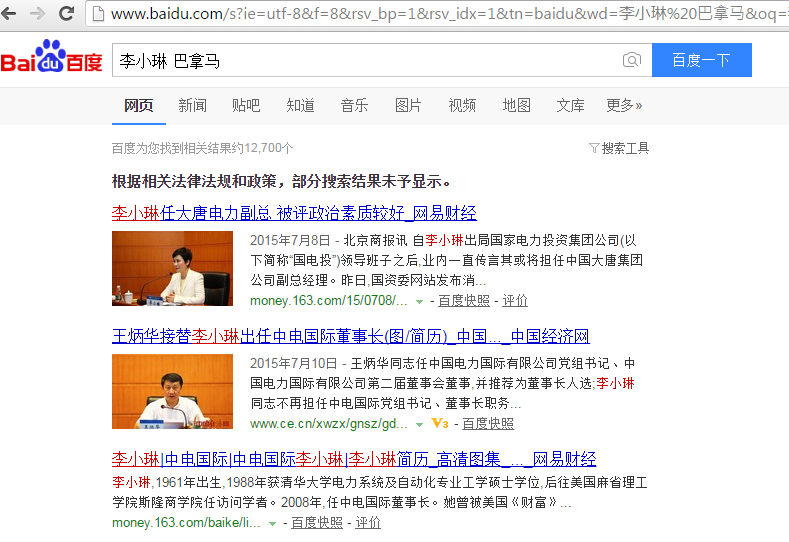 www.baidu.com/s?ie=utf-8&f=8&rsv_bp=1&rsv_idx=1&tn=baidu&wd=李小琳%20巴拿马&oq=
Bai du 百度
李小琳 巴拿马
百度一下
网页 新闻 贴吧 知道 音乐 图片 视频 地图 文库 更多»
百度为您找到相关结果约12,700个
搜索工具
根据相关法律法规和政策，部分搜索结果未予显示。
李小琳任大唐电力副总 被评政治素质较好_网易财经
2015年7月8日 - 北京商报讯 自李小琳出局国家电力投资集团公司(以
下简称“国电投”)领导班子之后,业内一直传言其或将担任中国大唐集团
公司副总经理。昨日,国资委网站发布消...
money.163.com/15/0708/... - 百度快照 - 评价
王炳华接替李小琳出任中电国际董事长(图/简历)_中国..._中国经济网
2015年7月10日 - 王炳华同志任中国电力国际有限公司党组书记、中
国电力国际有限公司第二届董事会董事,并推荐为董事长人选;李小琳
同志不再担任中电国际党组书记、董事长职务...
www.ce.cn/xwzx/gnsz/gd... V3 - 百度快照
李小琳|中电国际|中电国际李小琳|李小琳简历_高清图集_..._网易财经
李小琳,1961年出生,1988年获清华大学电力系统及自动化专业工学硕士学位,后往美国麻省理工
学院斯隆商学院任访问学者。2008年,任中电国际董事长。她曾被美国《财富》...
money.163.com/baike/li... - 百度快照 - 评价